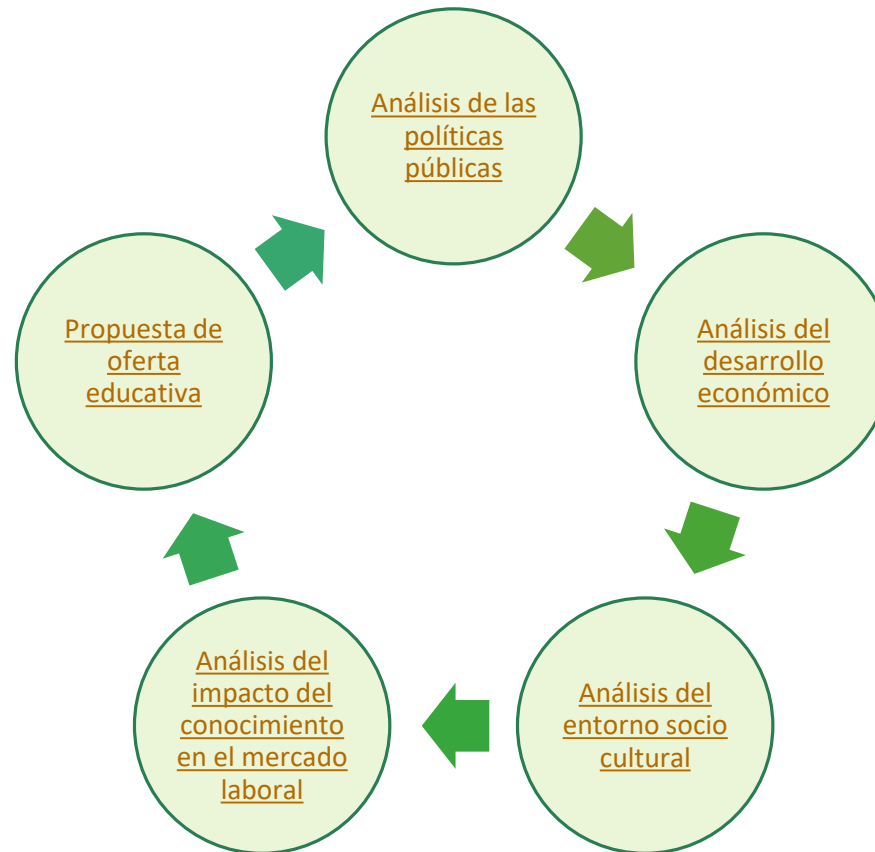 Análisis de las
políticas
públicas
Análisis del
desarrollo
económico
Análisis del
entorno socio
cultural
Análisis del
impacto del
conocimiento
en el mercado
laboral
Propuesta de
oferta
educativa